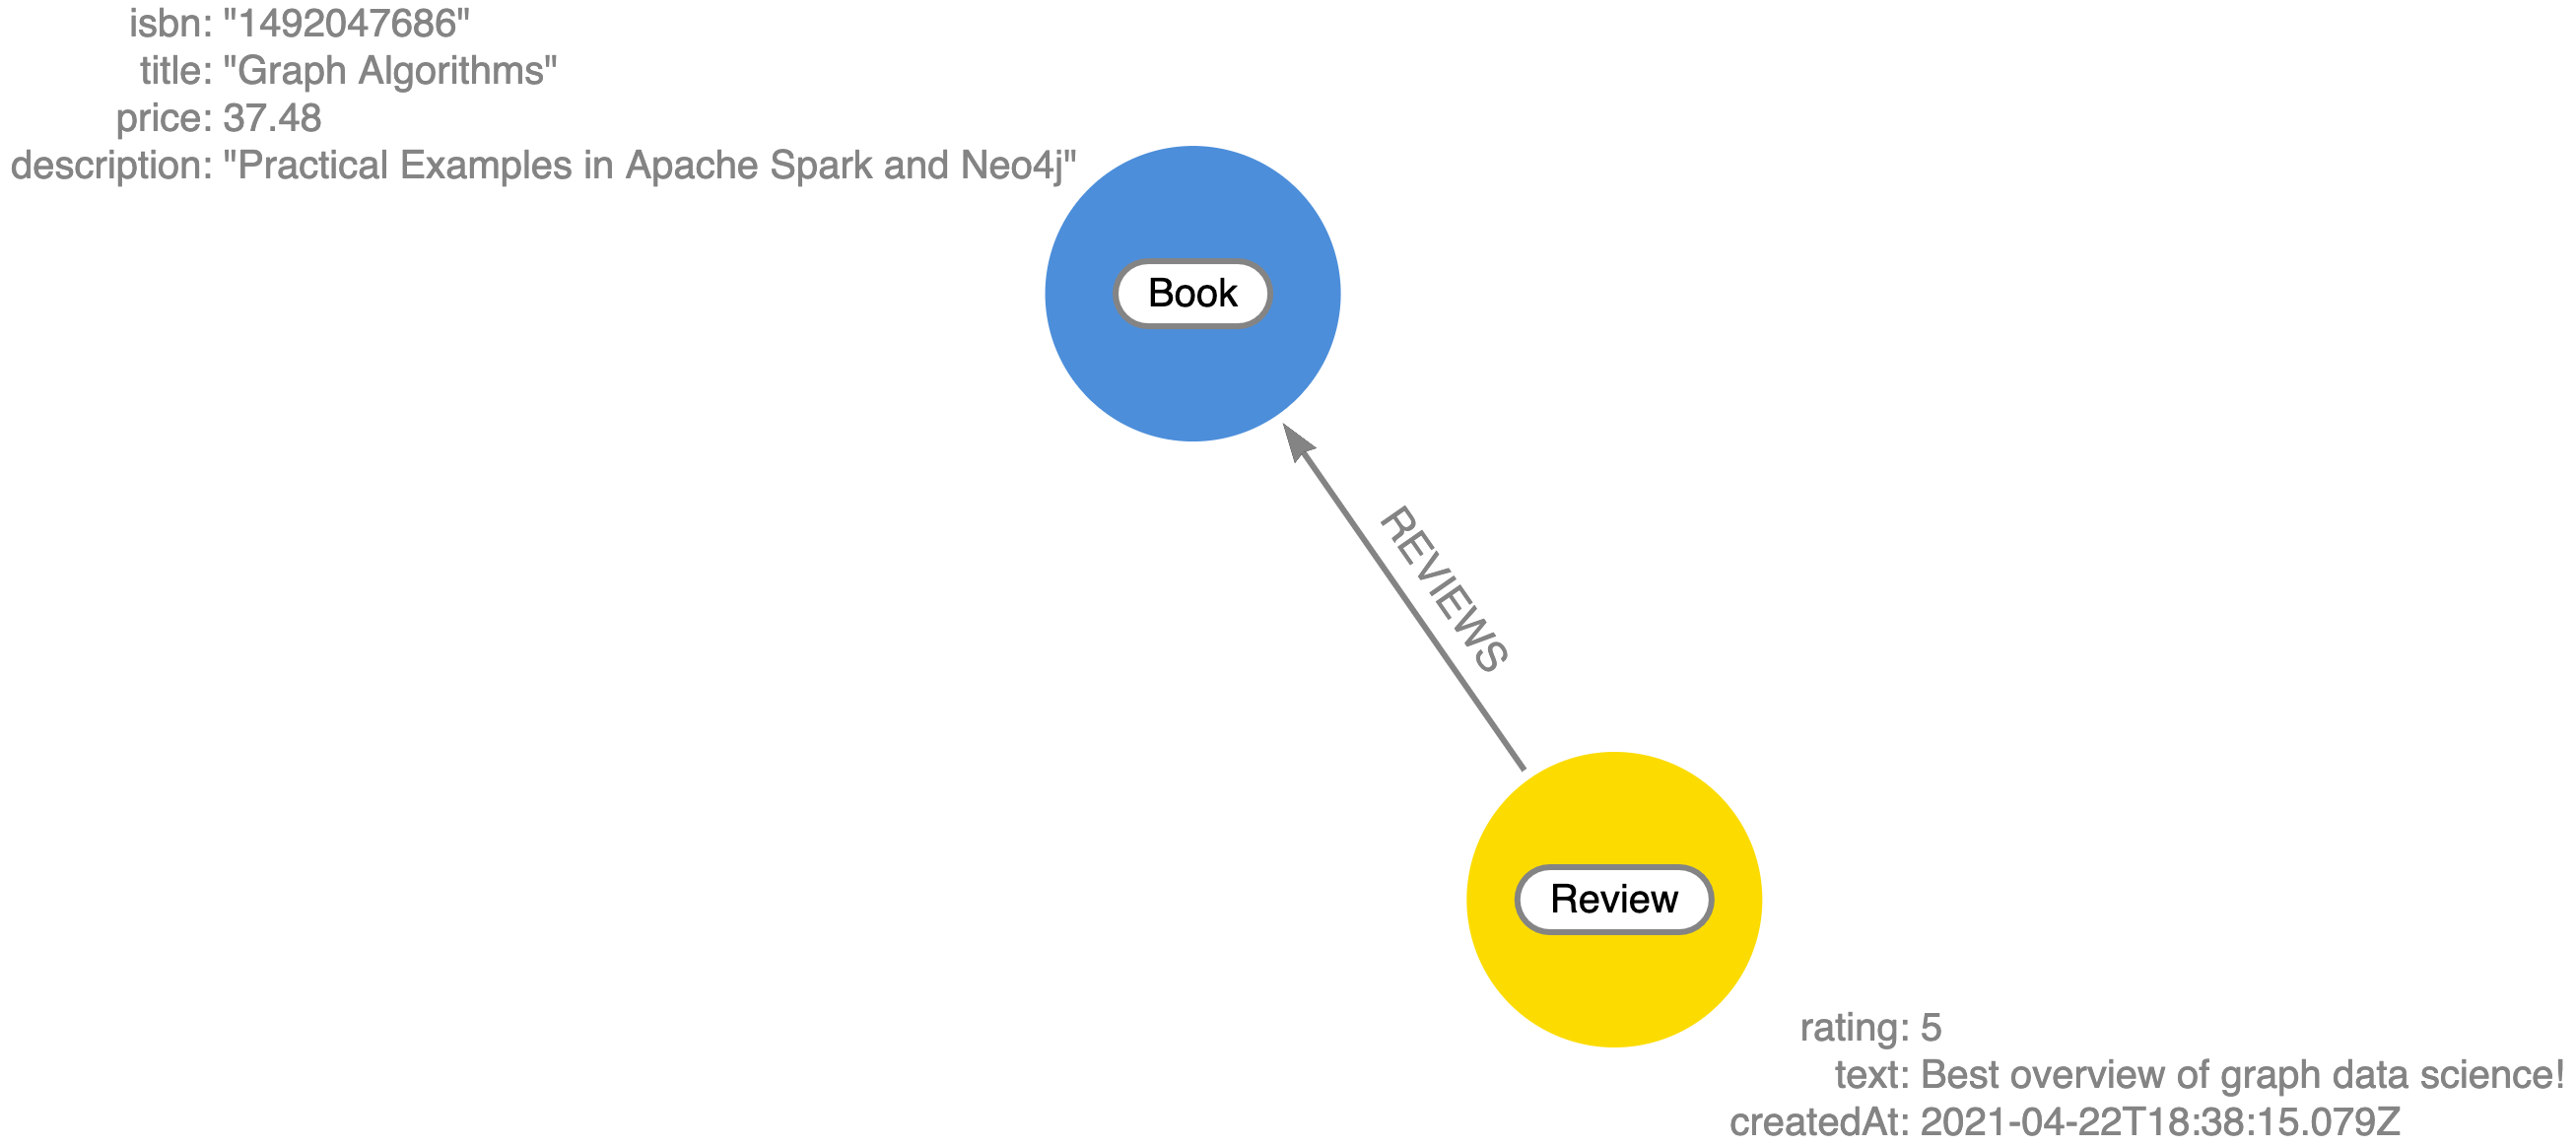 isbn: "1492047686"
title: "Graph Algorithms"
price: 37.48
description: "Practical Examples in Apache Spark and Neo4j"
Book
REVIEWS
Review
rating: 5
text: Best overview of graph data science!
createdAt: 2021-04-22T18:38:15.079Z